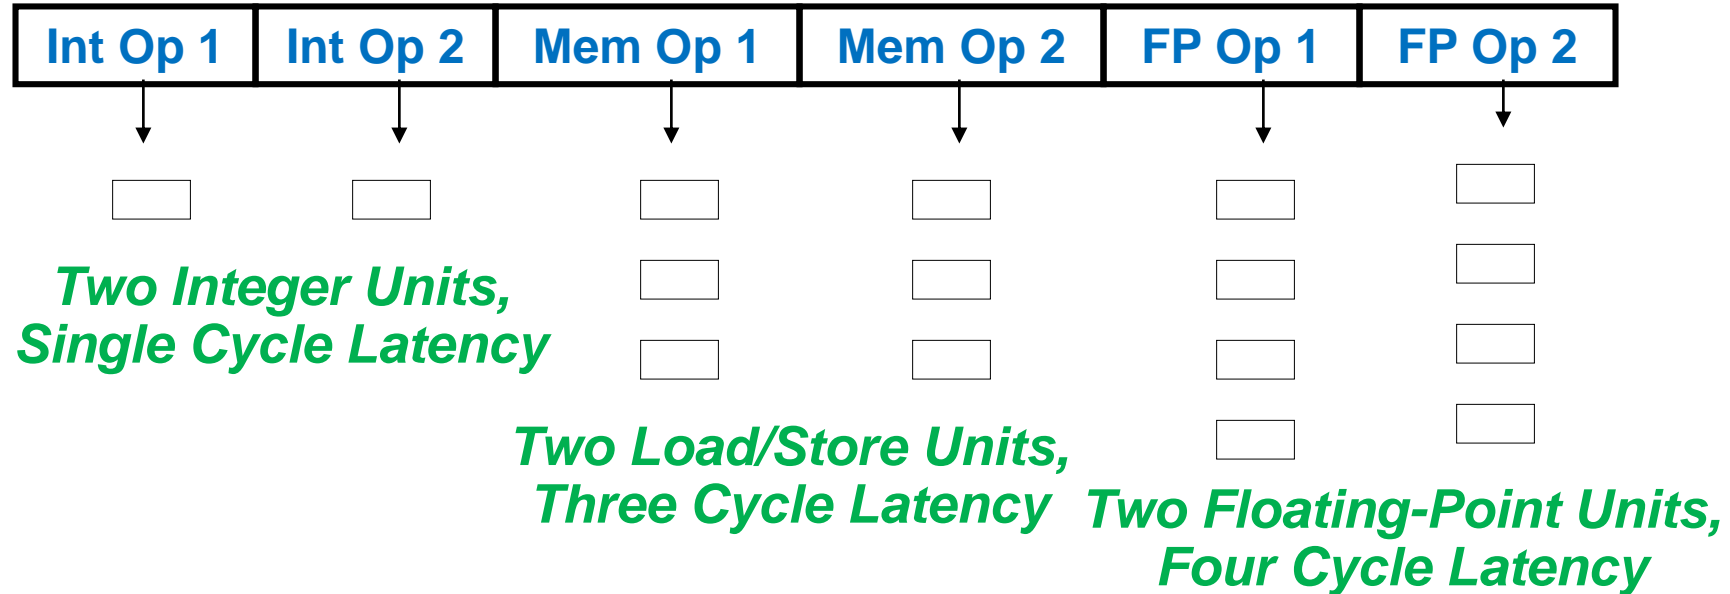 Int Op 1 Int Op 2 Mem Op 1 Mem Op 2 FP Op 1 FP Op 2
Two Integer Units,
Single Cycle Latency
Two Load/Store Units,
Three Cycle Latency
Two Floating-Point Units,
Four Cycle Latency